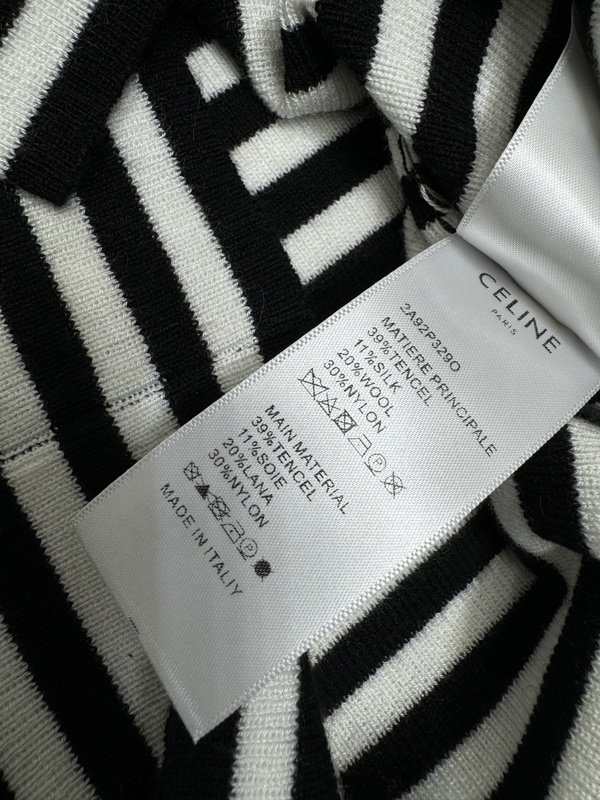 CELINE
PARIS
2A92P329O
MATIERE PRINCIPALE
39%TENCEL
11%SILK
20%WOOL
30%NYLON
MAIN MATERIAL
39%TENCEL
11%SOIE
20%LANA
30%NYLON
MADE IN ITALIY